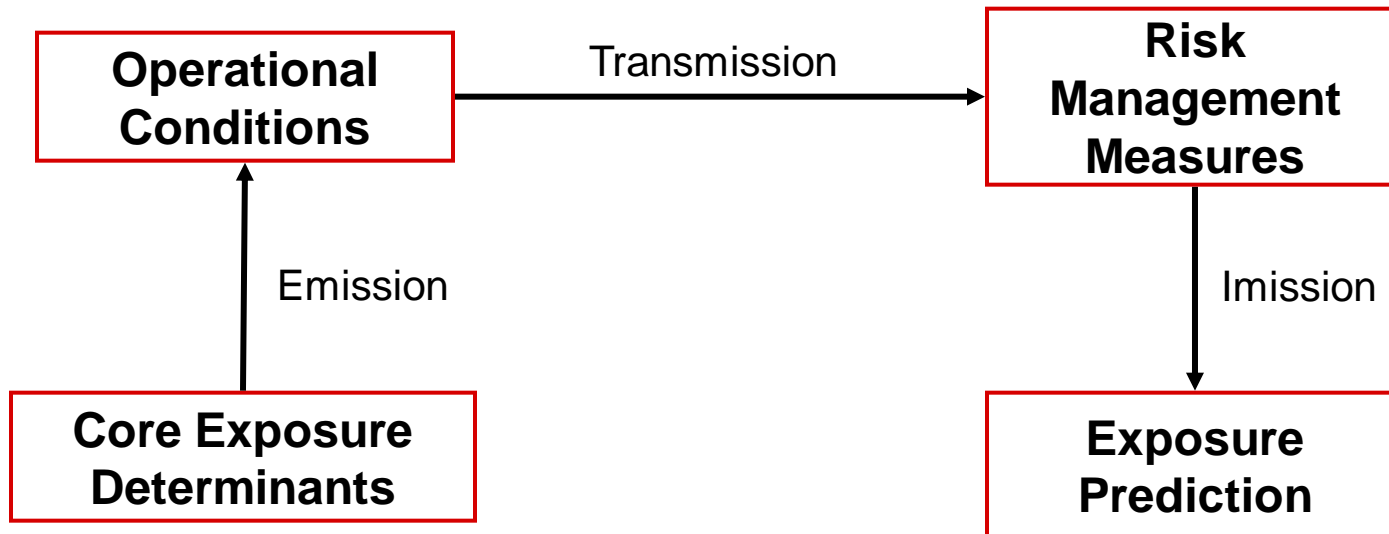 Operational
Conditions
Transmission
Risk
Management
Measures
Emission
Imission
Core Exposure
Determinants
Exposure
Prediction